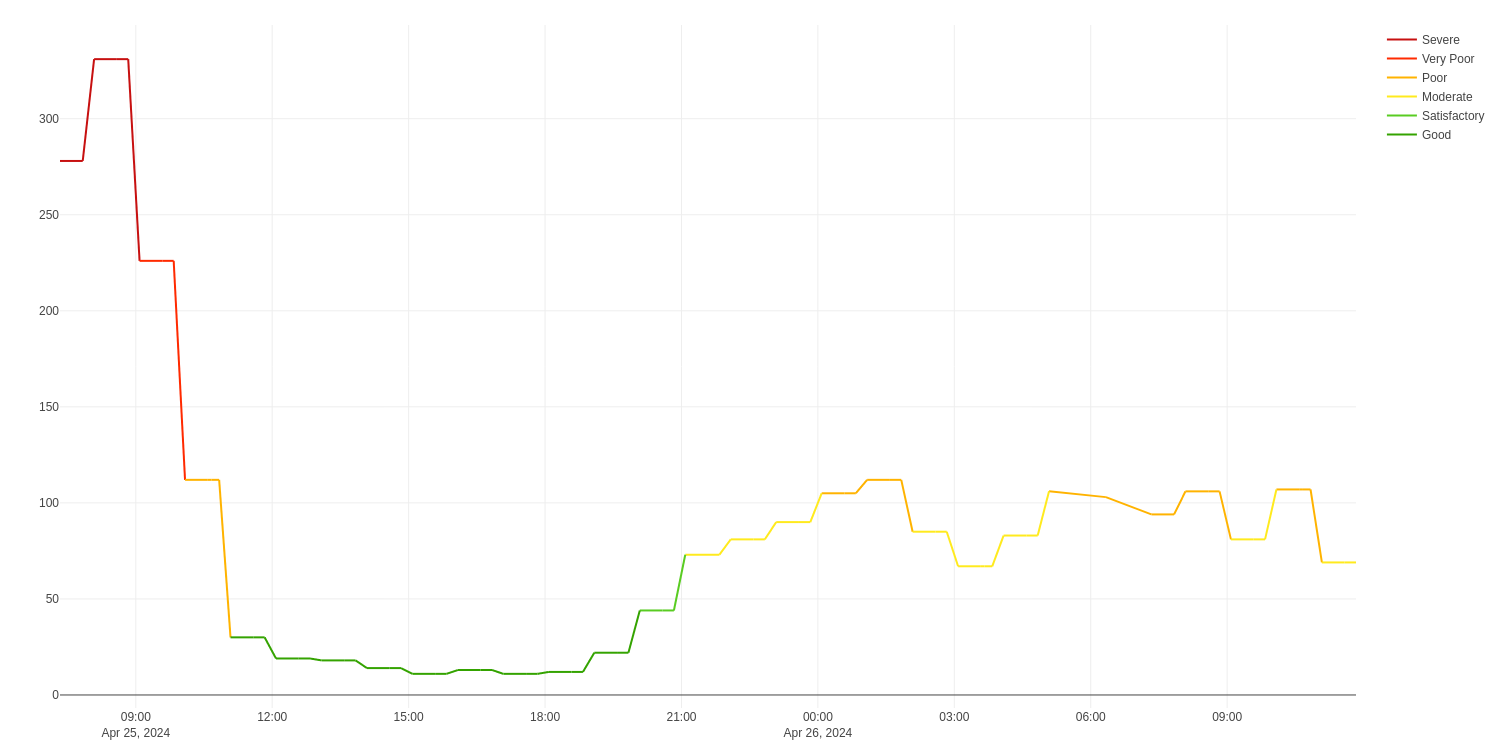 300
250
200
150
100
50
0
09:00 12:00 15:00 18:00 21:00 00:00 03:00 06:00 09:00
Apr 25, 2024 Apr 26, 2024
Severe
Very Poor
Poor
Moderate
Satisfactory
Good